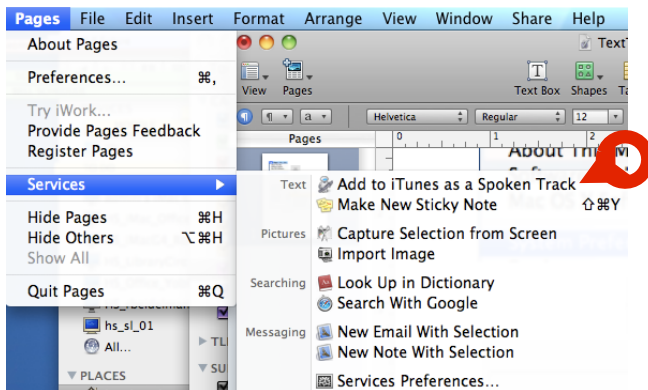 Pages File Edit Insert Format Arrange View Window Share Help
About Pages
Preferences... ⌘,
Try iWork...
Provide Pages Feedback
Register Pages
Services
Hide Pages ⌘H
Hide Others ⌥⌘H
Show All
Quit Pages ⌘Q
View Pages Text Box Shapes
Helvetica Regular 12
Pages 0 1 2
Text Add to iTunes as a Spoken Track
Make New Sticky Note ⇧⌘Y
Pictures Capture Selection from Screen
Import Image
Searching Look Up in Dictionary
Search With Google
Messaging New Email With Selection
New Note With Selection
Services Preferences...
hs_sl_01
All...
PLACES